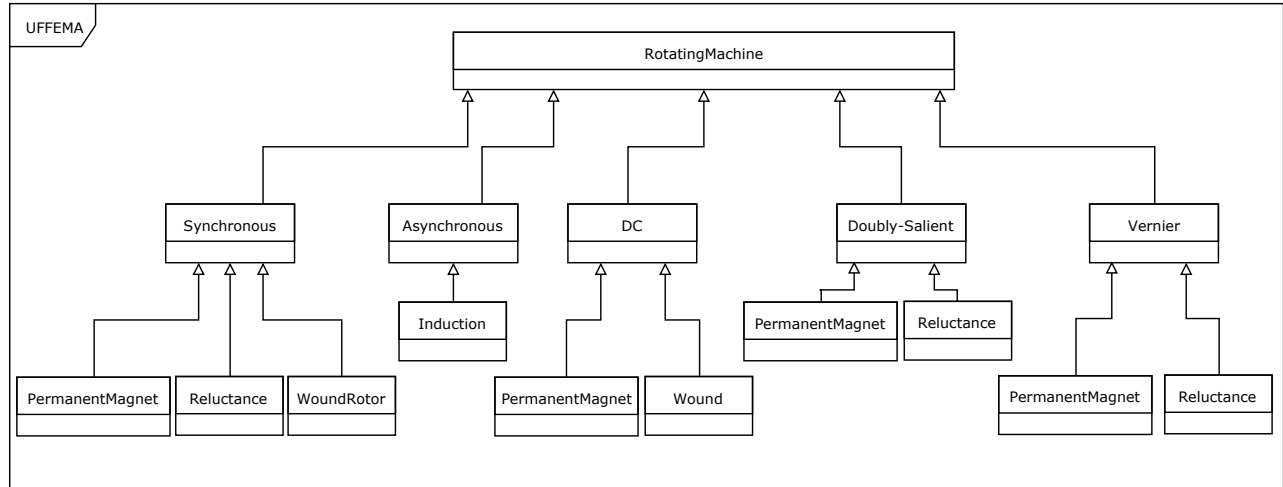 UFFEMA
RotatingMachine
Synchronous
Asynchronous
DC
Doubly-Salient
Vernier
Induction
PermanentMagnet
Reluctance
PermanentMagnet
Reluctance
WoundRotor
PermanentMagnet
Wound
PermanentMagnet
Reluctance